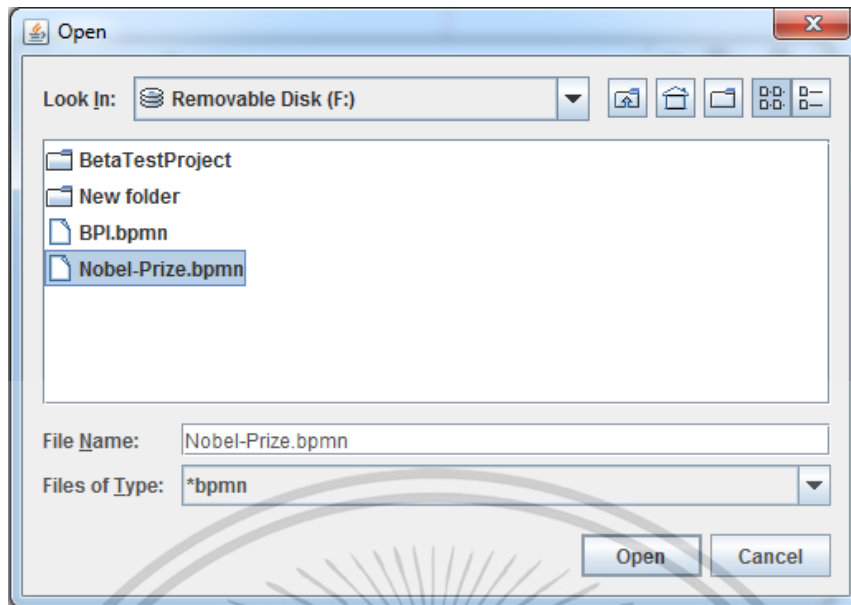 Open
Look In: Removable Disk (F:)
BetaTestProject
New folder
BPI.bpmn
Nobel-Prize.bpmn
File Name: Nobel-Prize.bpmn
Files of Type: *bpmn
Open Cancel